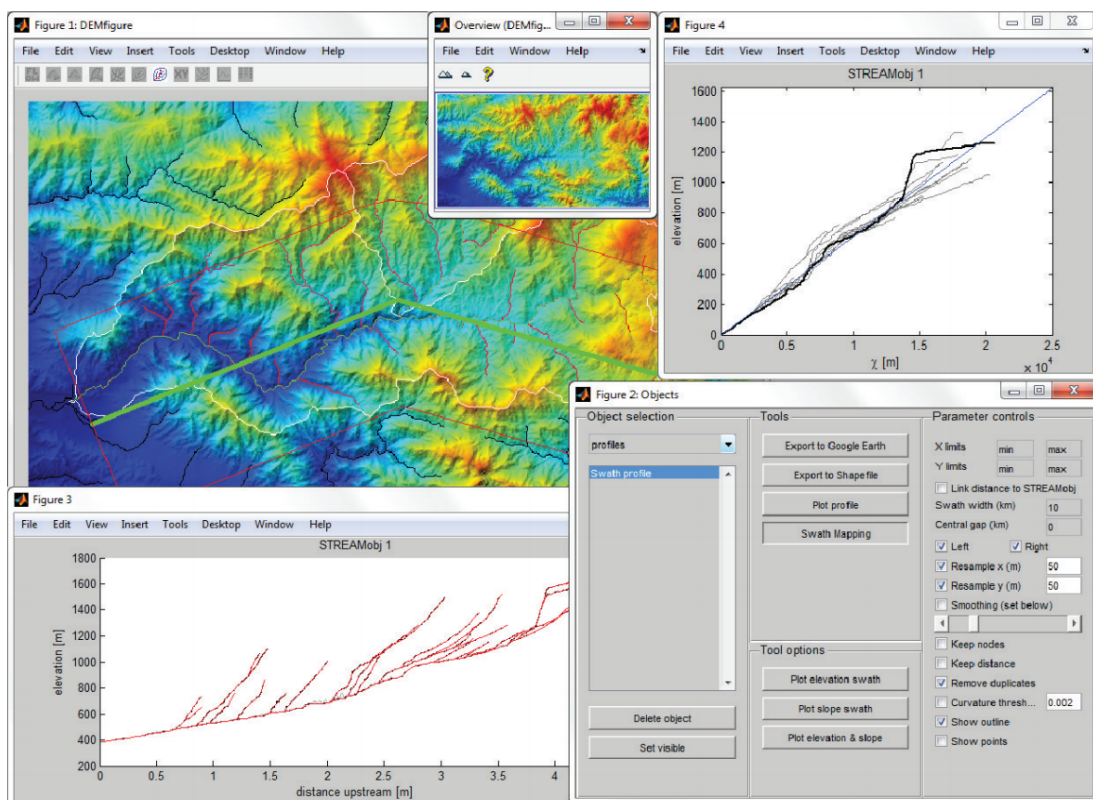 Figure 1: DEMfigure
File Edit View Insert Tools Desktop Window Help
XY
Overview (DEMfig...
File Edit Window Help
?
Figure 4
File Edit View Insert Tools Desktop Window Help
STREAMobj 1
1600
1400
1200
1000
800
600
400
200
0
elevation [m]
0 0.5 1 1.5 2 2.5
χ [m]
× 10⁴
Figure 3
File Edit View Insert Tools Desktop Window Help
STREAMobj 1
1800
1600
1400
1200
1000
800
600
400
200
elevation [m]
0 0.5 1 1.5 2 2.5 3 3.5 4
distance upstream [m]
Figure 2: Objects
Object selection
profiles
Swath profile
Delete object
Set visible
Tools
Export to Google Earth
Export to Shapefile
Plot profile
Swath Mapping
Tool options
Plot elevation swath
Plot slope swath
Plot elevation & slope
Parameter controls
X limits min max
Y limits min max
Link distance to STREAMobj
Swath width (km) 10
Central gap (km) 0
Left Right
Resample x (m) 50
Resample y (m) 50
Smoothing (set below)
Keep nodes
Keep distance
Remove duplicates
Curvature thresh... 0.002
Show outline
Show points